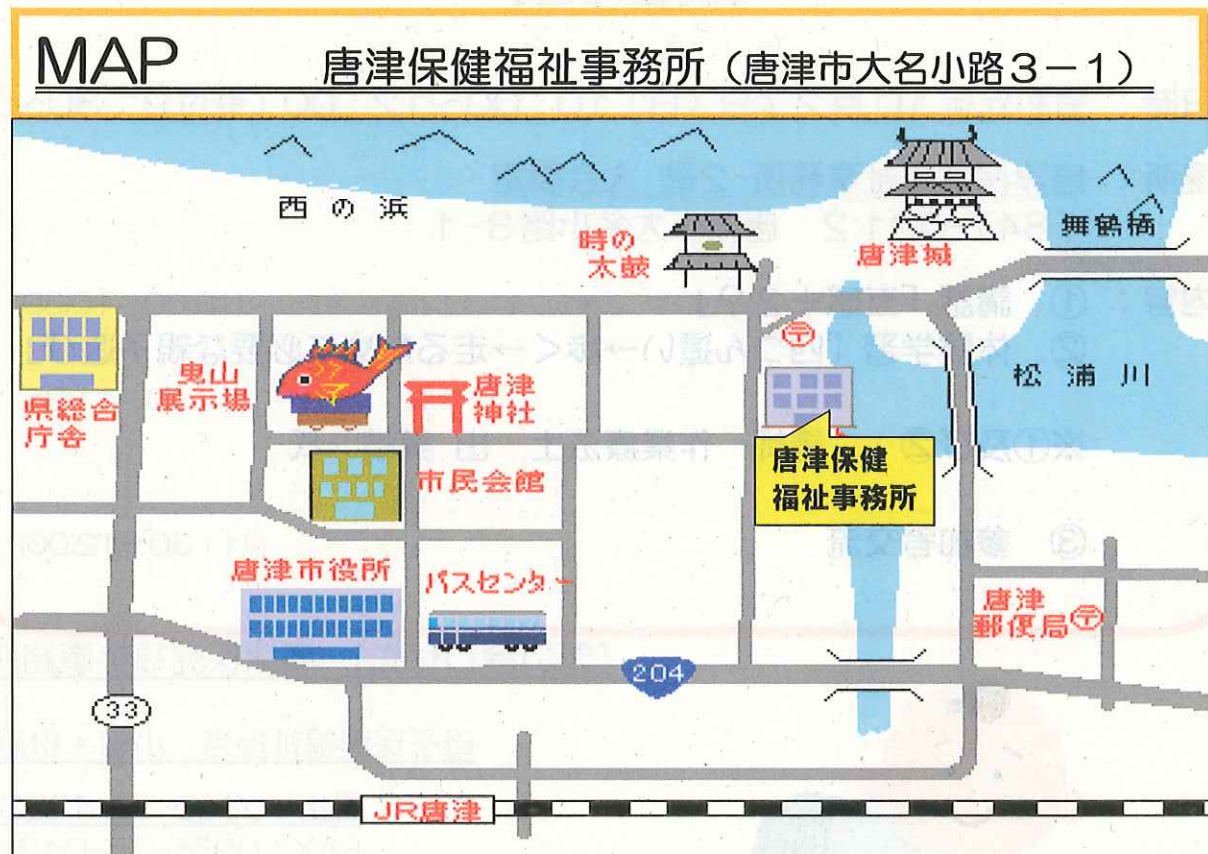 MAP 唐津保健福祉事務所（唐津市大名小路３－１）
西の浜
時の
太鼓
唐津城
舞鶴橋
県総合
庁舎
曳山
展示場
唐津
神社
〒
松浦川
市民会館
唐津保健
福祉事務所
唐津市役所
バスセンター
唐津
郵便局〒
204
33
JR唐津